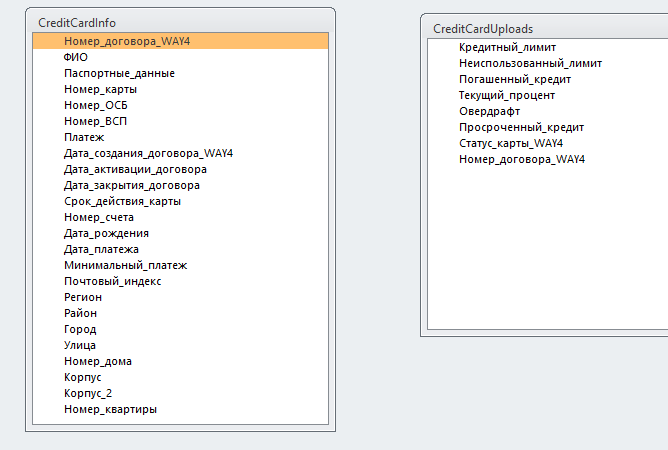 CreditCardInfo
Номер_договора_WAY4
ФИО
Паспортные_данные
Номер_карты
Номер_ОСБ
Номер_ВСП
Платеж
Дата_создания_договора_WAY4
Дата_активации_договора
Дата_закрытия_договора
Срок_действия_карты
Номер_счета
Дата_рождения
Дата_платежа
Минимальный_платеж
Почтовый_индекс
Регион
Район
Город
Улица
Номер_дома
Корпус
Корпус_2
Номер_квартиры
CreditCardUploads
Кредитный_лимит
Неиспользованный_лимит
Погашенный_кредит
Текущий_процент
Овердрафт
Просроченный_кредит
Статус_карты_WAY4
Номер_договора_WAY4